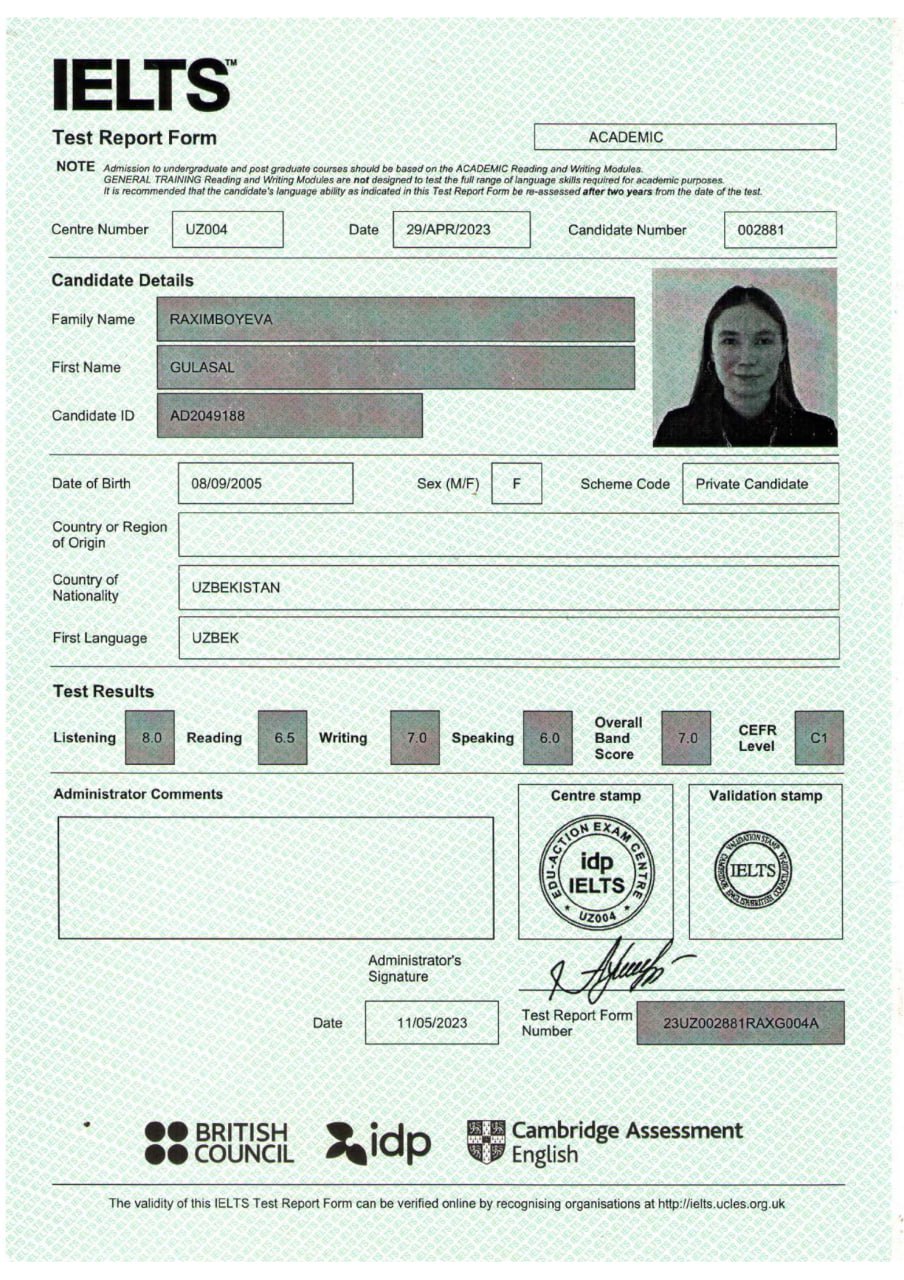 IELTS™
Test Report Form
ACADEMIC
NOTE Admission to undergraduate and post graduate courses should be based on the ACADEMIC Reading and Writing Modules.
GENERAL TRAINING Reading and Writing Modules are not designed to test the full range of language skills required for academic purposes.
It is recommended that the candidate's language ability as indicated in this Test Report Form be re-assessed after two years from the date of the test.
Centre Number UZ004 Date 29/APR/2023 Candidate Number 002881
Candidate Details
Family Name RAXIMBOYEVA
First Name GULASAL
Candidate ID AD2049188
Date of Birth 08/09/2005 Sex (M/F) F Scheme Code Private Candidate
Country or Region
of Origin
Country of
Nationality UZBEKISTAN
First Language UZBEK
Test Results
Listening 8.0 Reading 6.5 Writing 7.0 Speaking 6.0 Overall Band Score 7.0 CEFR Level C1
Administrator Comments
Centre stamp
EDU-ACTION EXAM CENTRE
idp
IELTS
UZ004
Validation stamp
VALIDATION STAMP
IELTS
Administrator's
Signature
Date 11/05/2023
Test Report Form
Number 23UZ002881RAXG004A
BRITISH
COUNCIL
idp
Cambridge Assessment
English
The validity of this IELTS Test Report Form can be verified online by recognising organisations at http://ielts.ucles.org.uk